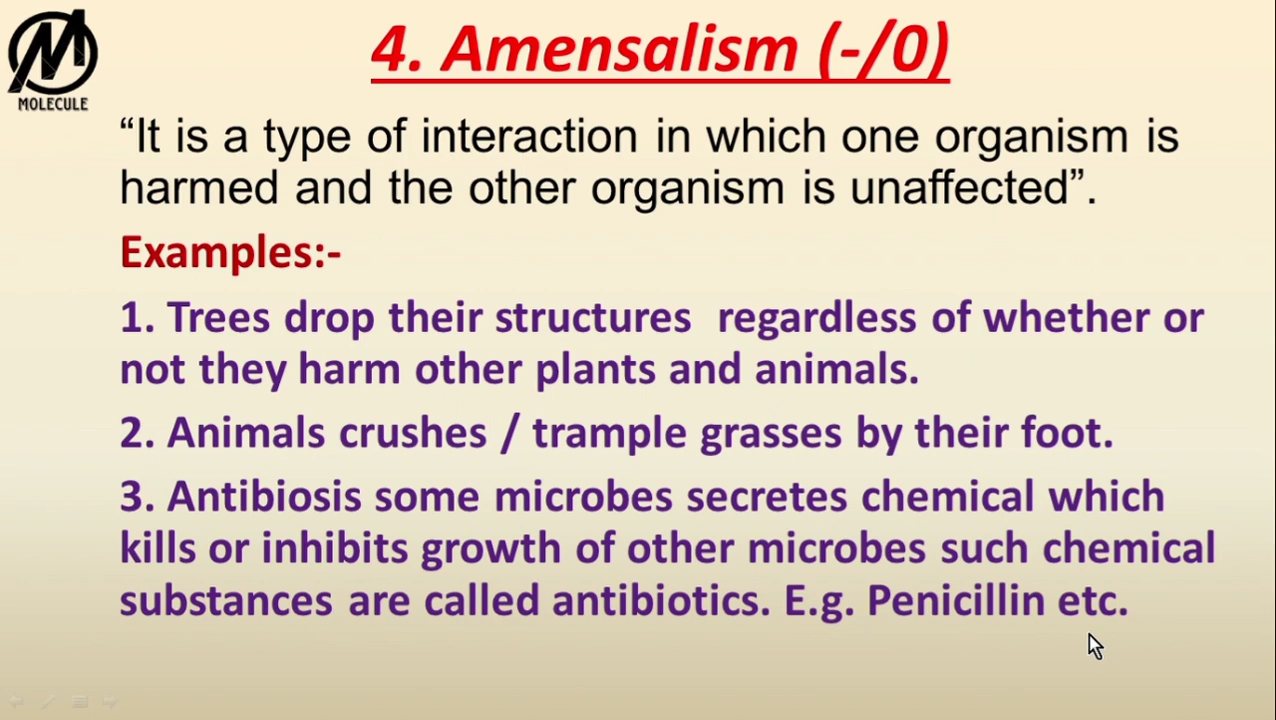 MOLECULE
4. Amensalism (-/0)
“It is a type of interaction in which one organism is
harmed and the other organism is unaffected”.
Examples:-
1. Trees drop their structures  regardless of whether or
not they harm other plants and animals.
2. Animals crushes / trample grasses by their foot.
3. Antibiosis some microbes secretes chemical which
kills or inhibits growth of other microbes such chemical
substances are called antibiotics. E.g. Penicillin etc.